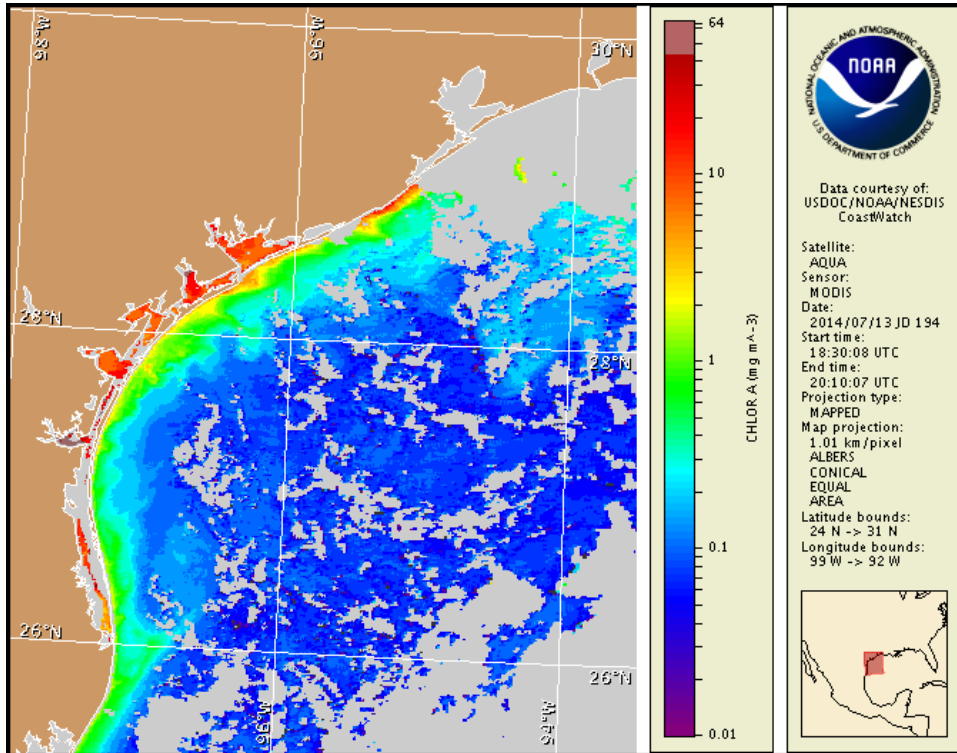 98°W
96°W
30°N
28°N
28°N
26°N
26°N
96°W
94°W
64
10
1
0.1
0.01
CHLOR A (mg m^-3)
NATIONAL OCEANIC AND ATMOSPHERIC ADMINISTRATION
NOAA
U.S. DEPARTMENT OF COMMERCE
Data courtesy of:
USDOC/NOAA/NESDIS
CoastWatch
Satellite:
AQUA
Sensor:
MODIS
Date:
2014/07/13 JD 194
Start time:
18:30:08 UTC
End time:
20:10:07 UTC
Projection type:
MAPPED
Map projection:
1.01 km/pixel
ALBERS
CONICAL
EQUAL
AREA
Latitude bounds:
24 N -> 31 N
Longitude bounds:
99 W -> 92 W